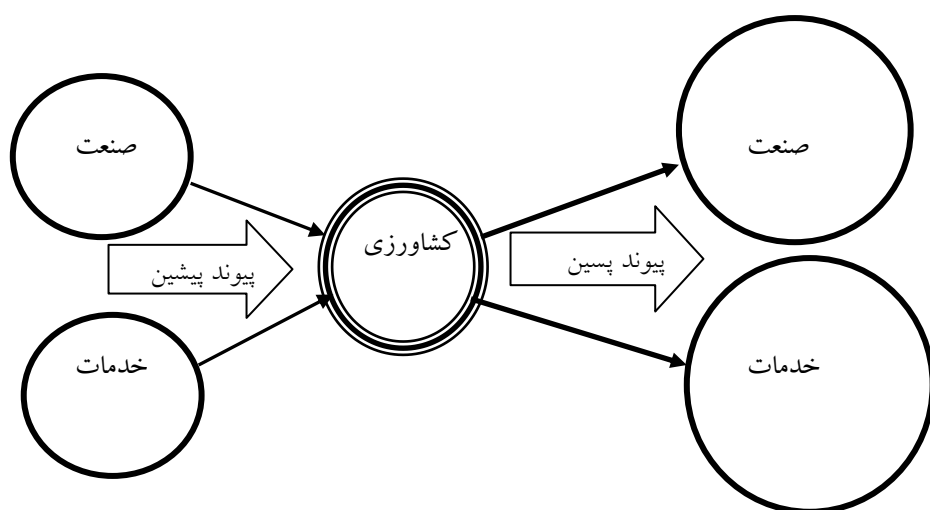 صنعت
صنعت
کشاورزی
پیوند پسین
پیوند پیشین
خدمات
خدمات